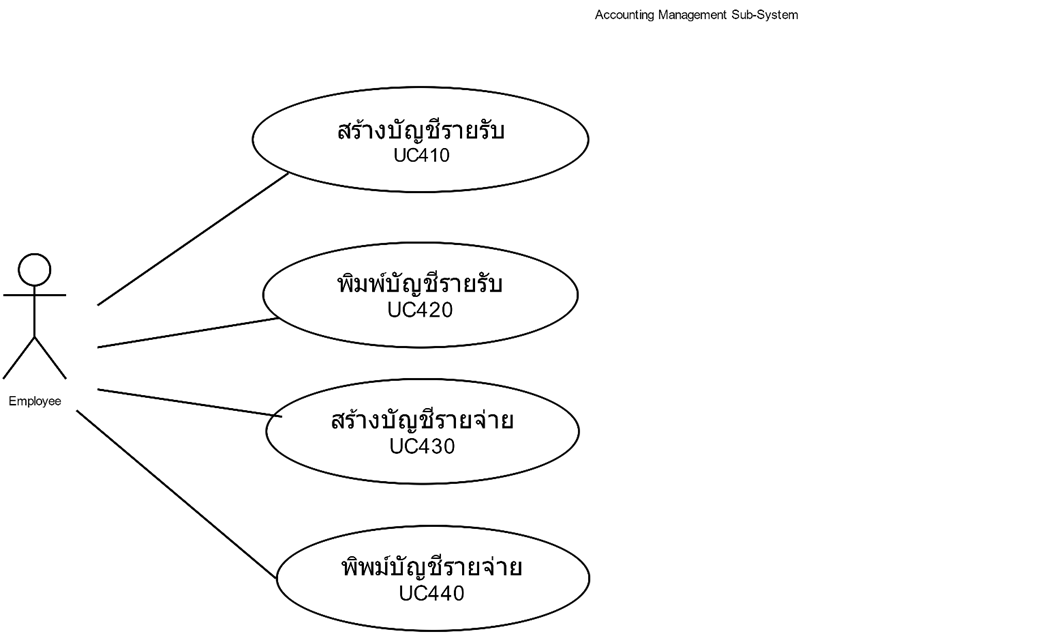 Accounting Management Sub-System
สร้างบัญชีรายรับ
UC410
พิมพ์บัญชีรายรับ
UC420
Employee
สร้างบัญชีรายจ่าย
UC430
พิพม์บัญชีรายจ่าย
UC440